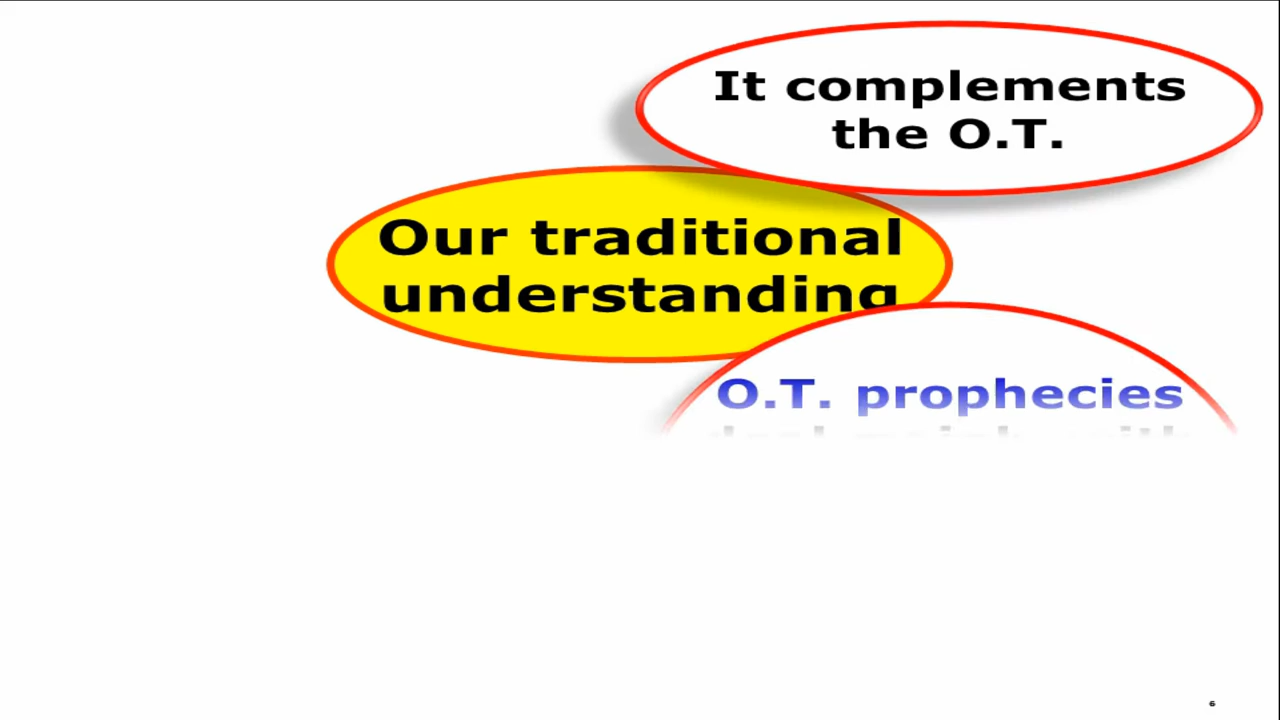 It complements
the O.T.
Our traditional
understanding
O.T. prophecies
6